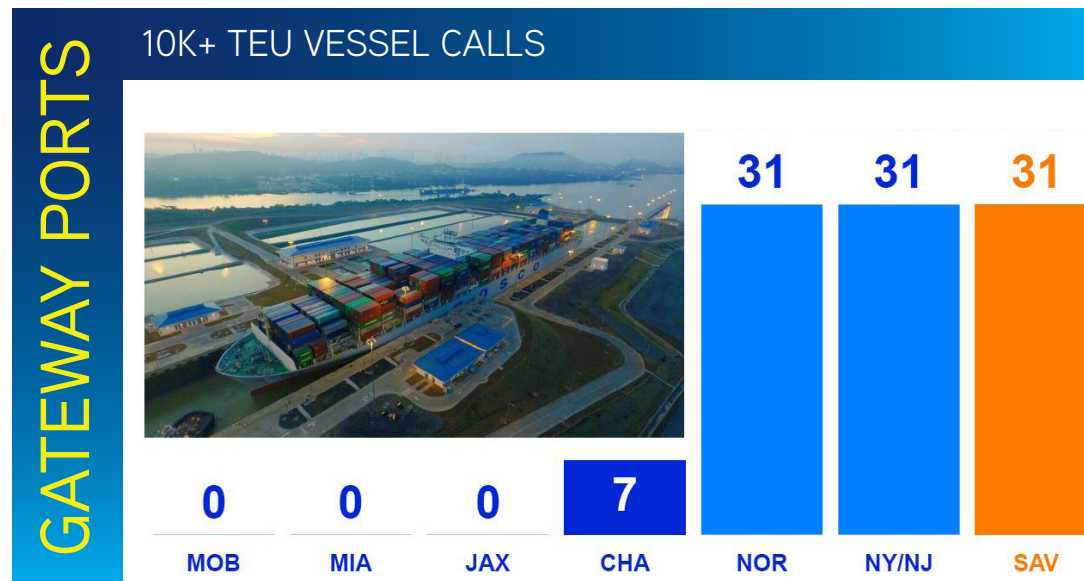 GATEWAY PORTS
10K+ TEU VESSEL CALLS
COSCO
31 31 31
0 0 0 7
MOB MIA JAX CHA NOR NY/NJ SAV